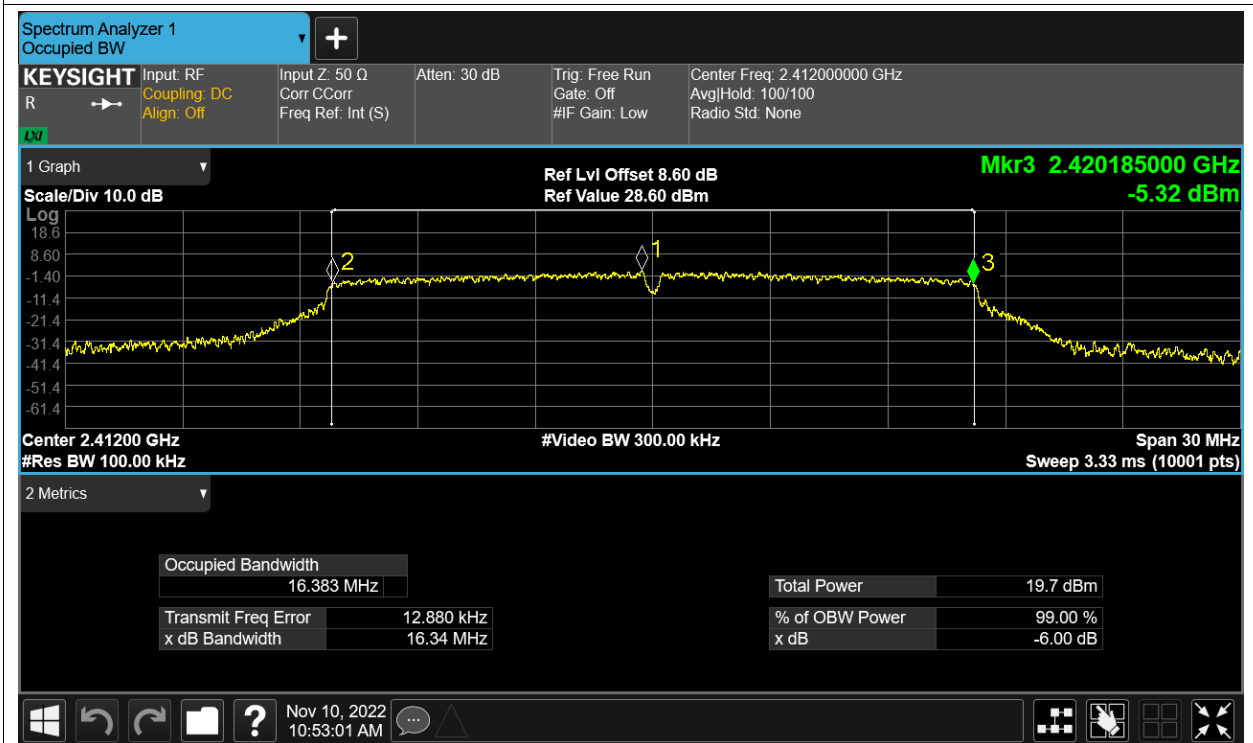 Spectrum Analyzer 1
Occupied BW
+
KEYSIGHT Input: RF Input Z: 50 Ω Atten: 30 dB Trig: Free Run Center Freq: 2.412000000 GHz
R Coupling: DC Corr CCorr Gate: Off Avg|Hold: 100/100
Align: Off Freq Ref: Int (S) #IF Gain: Low Radio Std: None
LXI
1 Graph Mkr3 2.420185000 GHz
Ref Lvl Offset 8.60 dB
Scale/Div 10.0 dB Ref Value 28.60 dBm -5.32 dBm
Log
18.6
8.60
-1.40
-11.4
-21.4
-31.4
-41.4
-51.4
-61.4
2
1
3
Center 2.41200 GHz #Video BW 300.00 kHz Span 30 MHz
#Res BW 100.00 kHz Sweep 3.33 ms (10001 pts)
2 Metrics
Occupied Bandwidth
16.383 MHz Total Power 19.7 dBm
Transmit Freq Error 12.880 kHz % of OBW Power 99.00 %
x dB Bandwidth 16.34 MHz x dB -6.00 dB
? Nov 10, 2022
10:53:01 AM